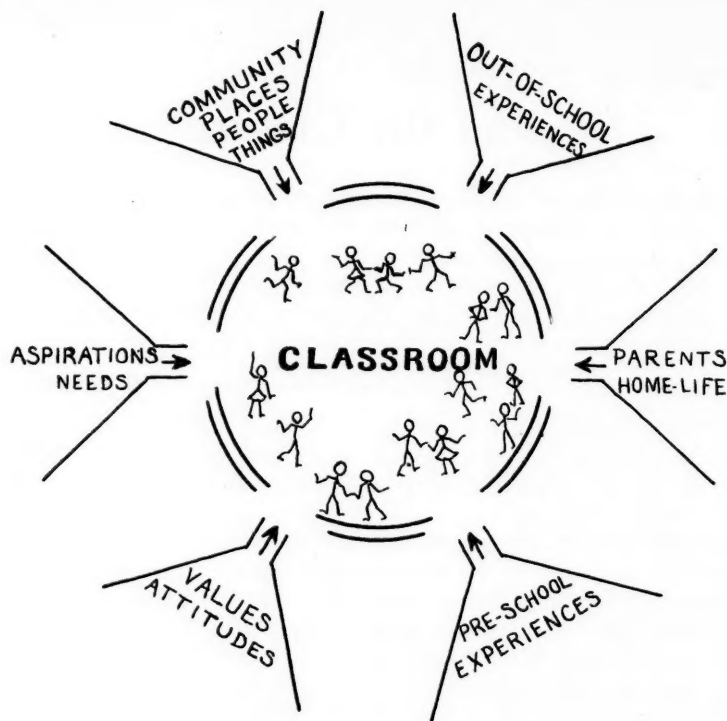 COMMUNITY
PLACES
PEOPLE
THINGS
OUT-OF-SCHOOL
EXPERIENCES
ASPIRATIONS
NEEDS
CLASSROOM
PARENTS
HOME-LIFE
VALUES
ATTITUDES
PRE-SCHOOL
EXPERIENCES